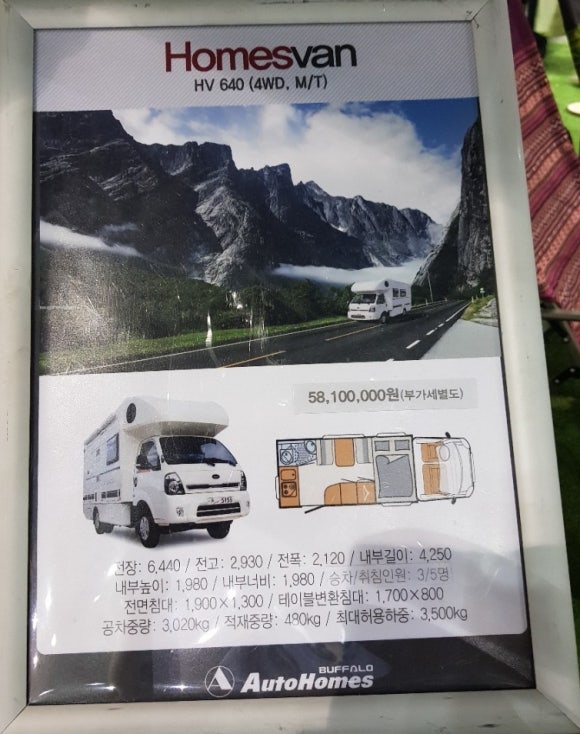 Homesvan
HV 640 (4WD, M/T)
58,100,000원(부가세별도)
전장: 6,440 / 전고: 2,930 / 전폭: 2,120 / 내부길이: 4,250
내부높이: 1,980 / 내부너비: 1,980 / 승차/취침인원: 3/5명
전면침대: 1,900×1,300 / 테이블변환침대: 1,700×800
공차중량: 3,020kg / 적재중량: 480kg / 최대허용하중: 3,500kg
BUFFALO
AutoHomes